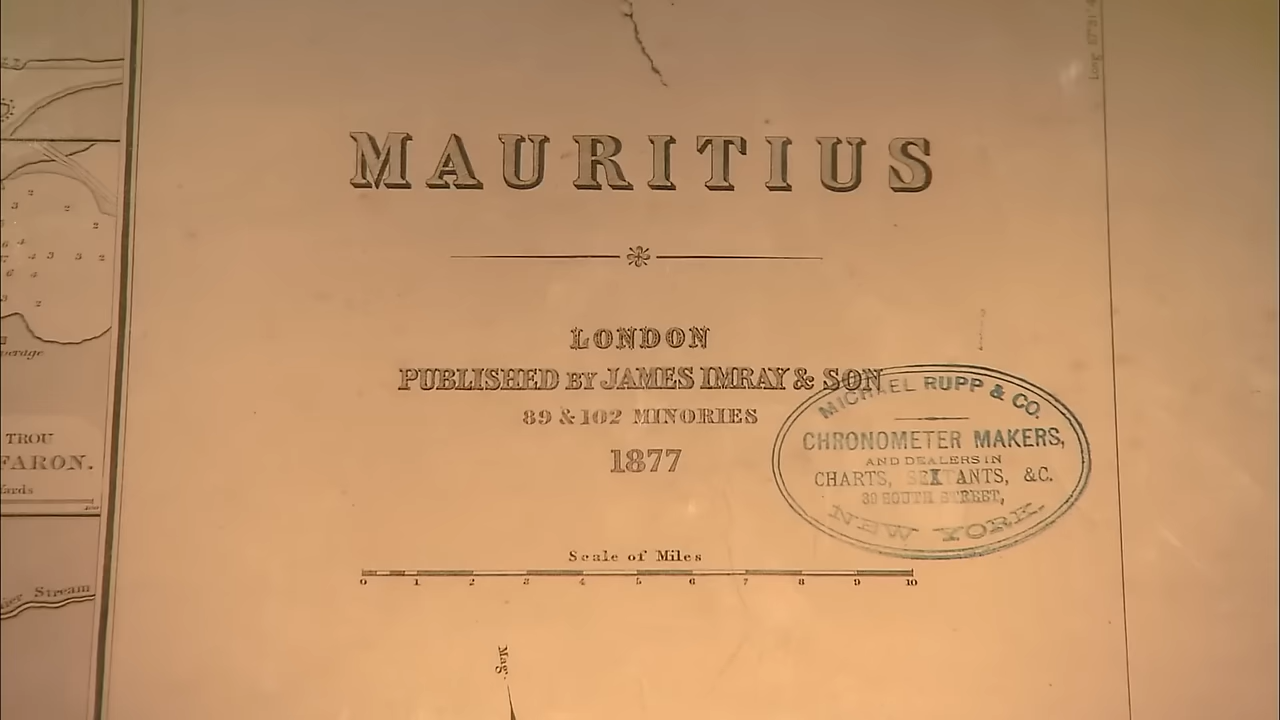 MAURITIUS
LONDON
PUBLISHED BY JAMES IMRAY & SON
89 & 102 MINORIES
1877
MICHAEL RUPP & CO.
CHRONOMETER MAKERS,
AND DEALERS IN
CHARTS, SEXTANTS, &C.
39 SOUTH STREET,
NEW YORK.
Scale of Miles
0 1 2 3 4 5 6 7 8 9 10
Mag.
TROU
FARON.
Yards
Stream